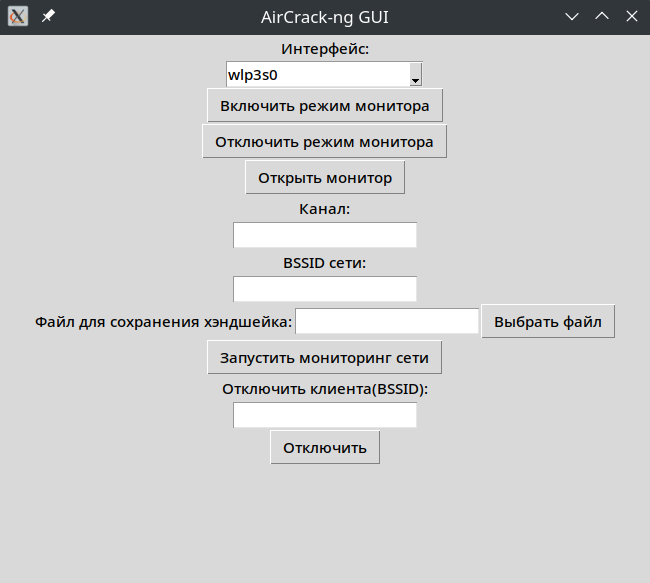 AirCrack-ng GUI
Интерфейс:
wlp3s0
Включить режим монитора
Отключить режим монитора
Открыть монитор
Канал:
BSSID сети:
Файл для сохранения хэндшейка: Выбрать файл
Запустить мониторинг сети
Отключить клиента(BSSID):
Отключить